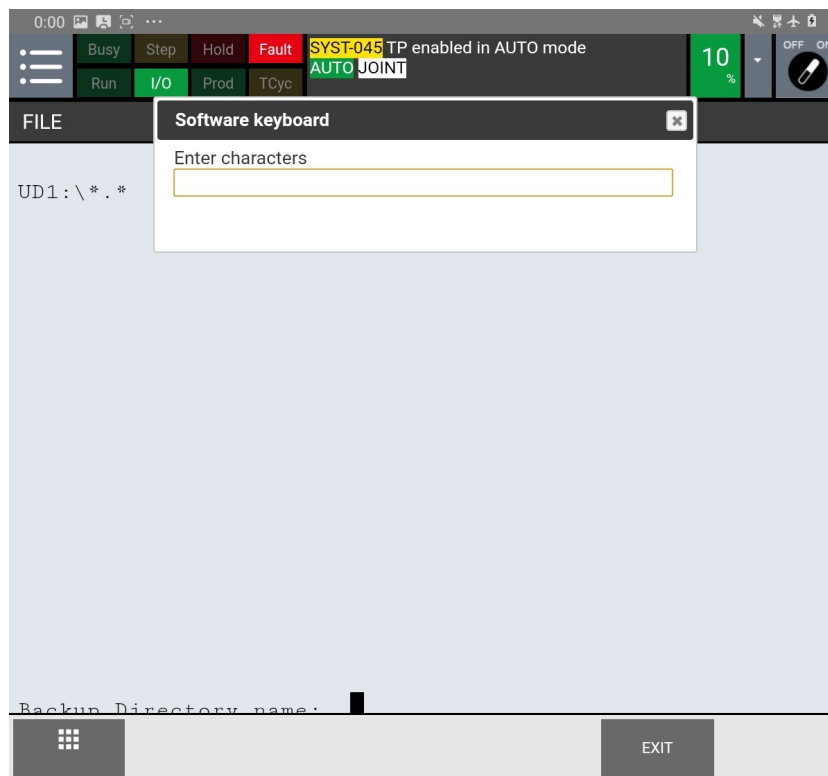 0:00
Busy Step Hold Fault SYST-045 TP enabled in AUTO mode
Run I/O Prod TCyc AUTO JOINT
10
%
OFF ON
FILE
Software keyboard
Enter characters
UD1:\*.*
Backup Directory name:
EXIT